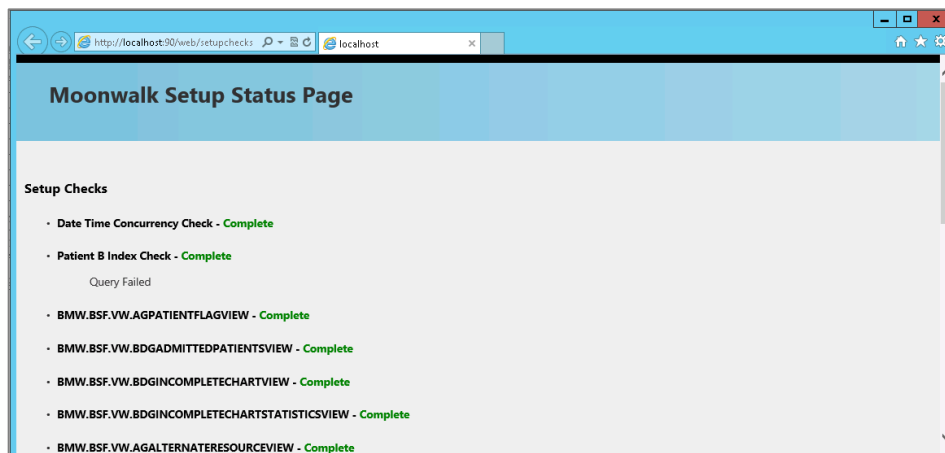 http://localhost:90/web/setupchecks
localhost
Moonwalk Setup Status Page
Setup Checks
• Date Time Concurrency Check - Complete
• Patient B Index Check - Complete
Query Failed
• BMW.BSF.VW.AGPATIENTFLAGVIEW - Complete
• BMW.BSF.VW.BDGADMITTEDPATIENTSVIEW - Complete
• BMW.BSF.VW.BDGINCOMPLETECHARTVIEW - Complete
• BMW.BSF.VW.BDGINCOMPLETECHARTSTATISTICSVIEW - Complete
• BMW.BSF.VW.AGALTERNATERESOURCEVIEW - Complete